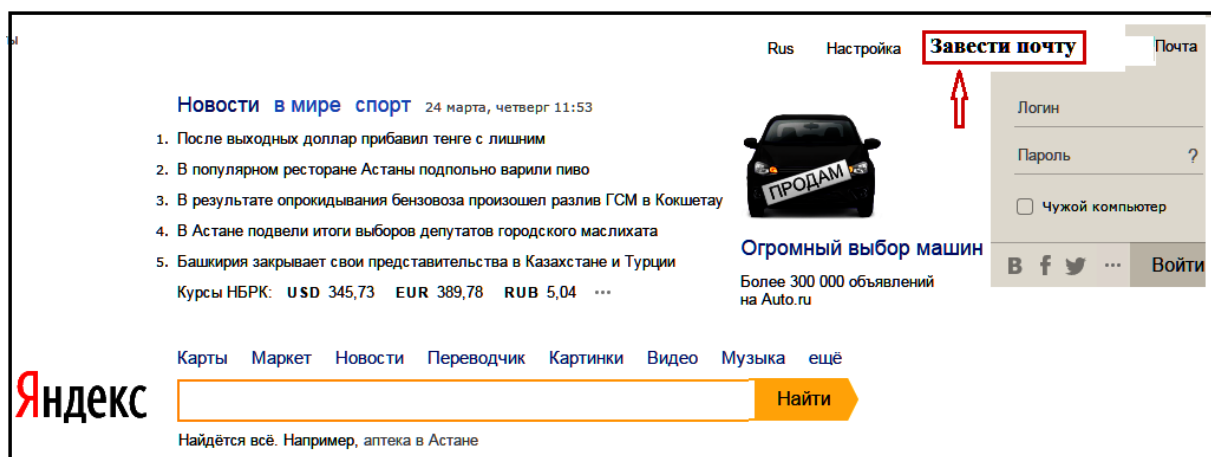 ты
Rus Настройка Завести почту Почта
Новости в мире спорт 24 марта, четверг 11:53
1. После выходных доллар прибавил тенге с лишним
2. В популярном ресторане Астаны подпольно варили пиво
3. В результате опрокидывания бензовоза произошел разлив ГСМ в Кокшетау
4. В Астане подвели итоги выборов депутатов городского маслихата
5. Башкирия закрывает свои представительства в Казахстане и Турции
Курсы НБРК: USD 345,73 EUR 389,78 RUB 5,04 ...
ПРОДАМ
Огромный выбор машин
Более 300 000 объявлений
на Auto.ru
Логин
Пароль ?
Чужой компьютер
В f ... Войти
Карты Маркет Новости Переводчик Картинки Видео Музыка ещё
Яндекс Найти
Найдётся всё. Например, аптека в Астане